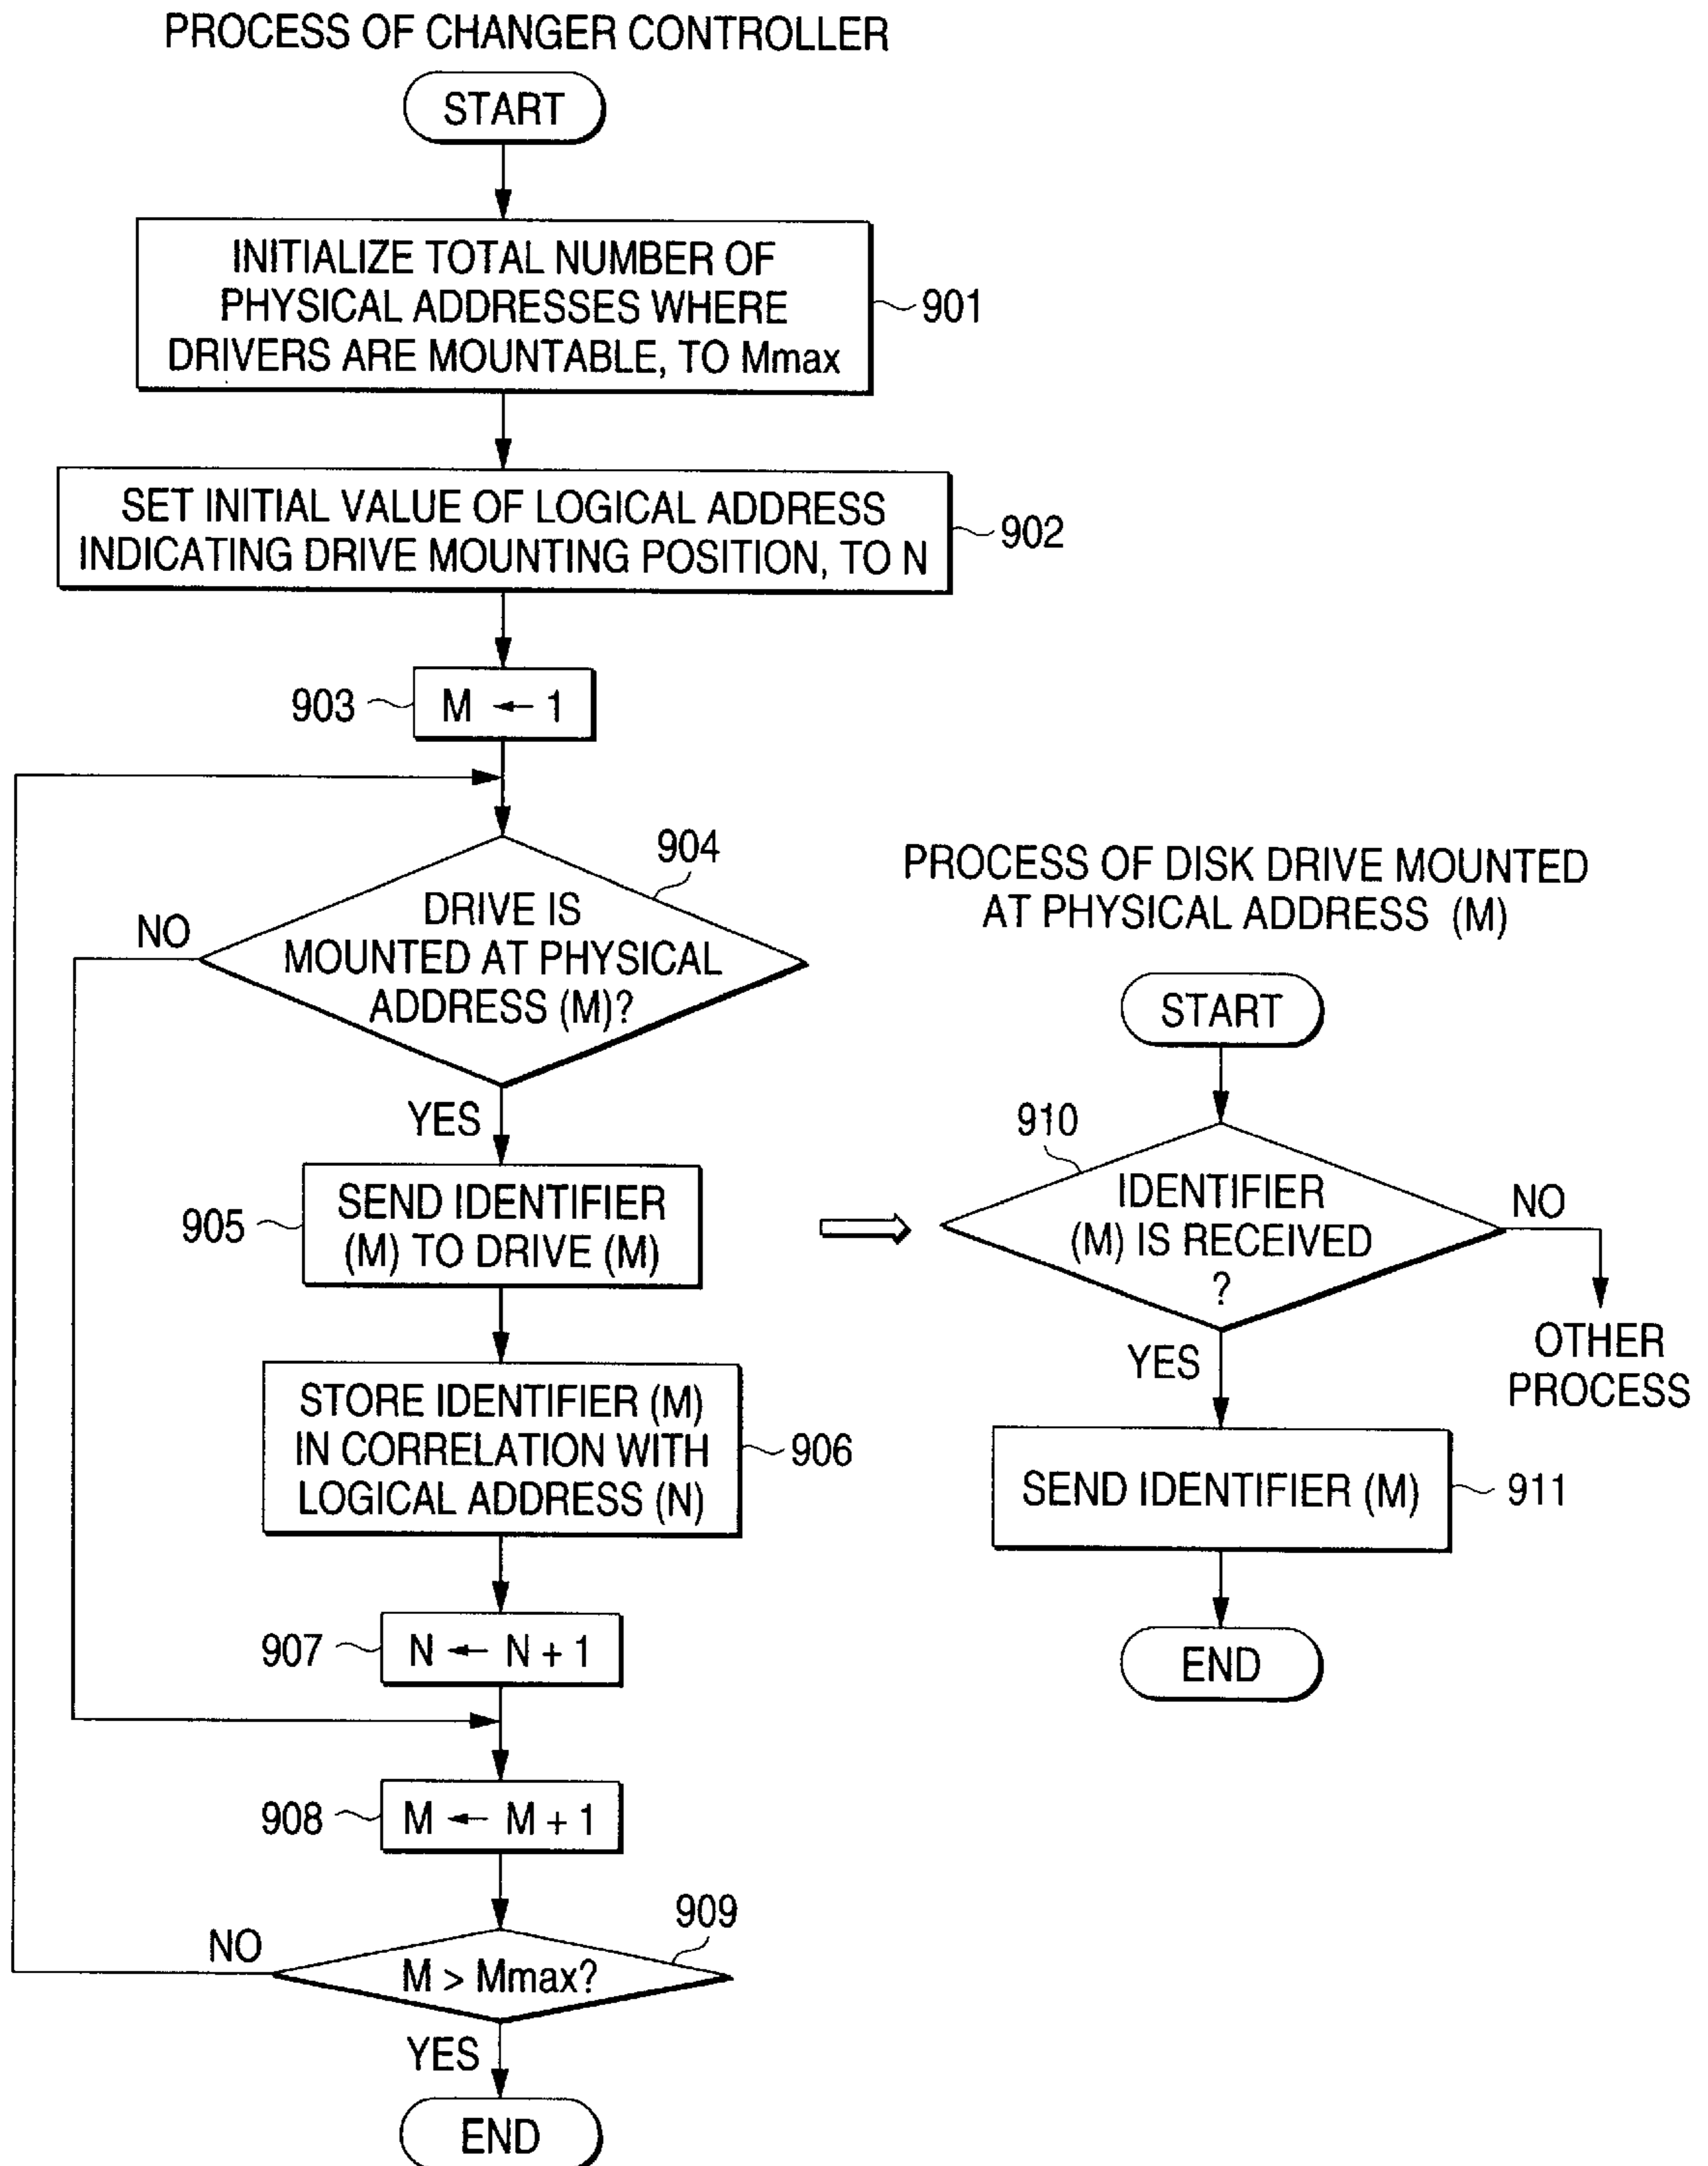 PROCESS OF CHANGER CONTROLLER
START
INITIALIZE TOTAL NUMBER OF
PHYSICAL ADDRESSES WHERE
DRIVERS ARE MOUNTABLE, TO Mmax
901
SET INITIAL VALUE OF LOGICAL ADDRESS
INDICATING DRIVE MOUNTING POSITION, TO N
902
903
M ← 1
904
DRIVE IS
MOUNTED AT PHYSICAL
ADDRESS (M)?
NO
YES
905
SEND IDENTIFIER
(M) TO DRIVE (M)
STORE IDENTIFIER (M)
IN CORRELATION WITH
LOGICAL ADDRESS (N)
906
907
N ← N + 1
908
M ← M + 1
909
NO
M > Mmax?
YES
END
PROCESS OF DISK DRIVE MOUNTED
AT PHYSICAL ADDRESS (M)
START
910
IDENTIFIER
(M) IS RECEIVED
?
NO
OTHER
PROCESS
YES
SEND IDENTIFIER (M)
911
END